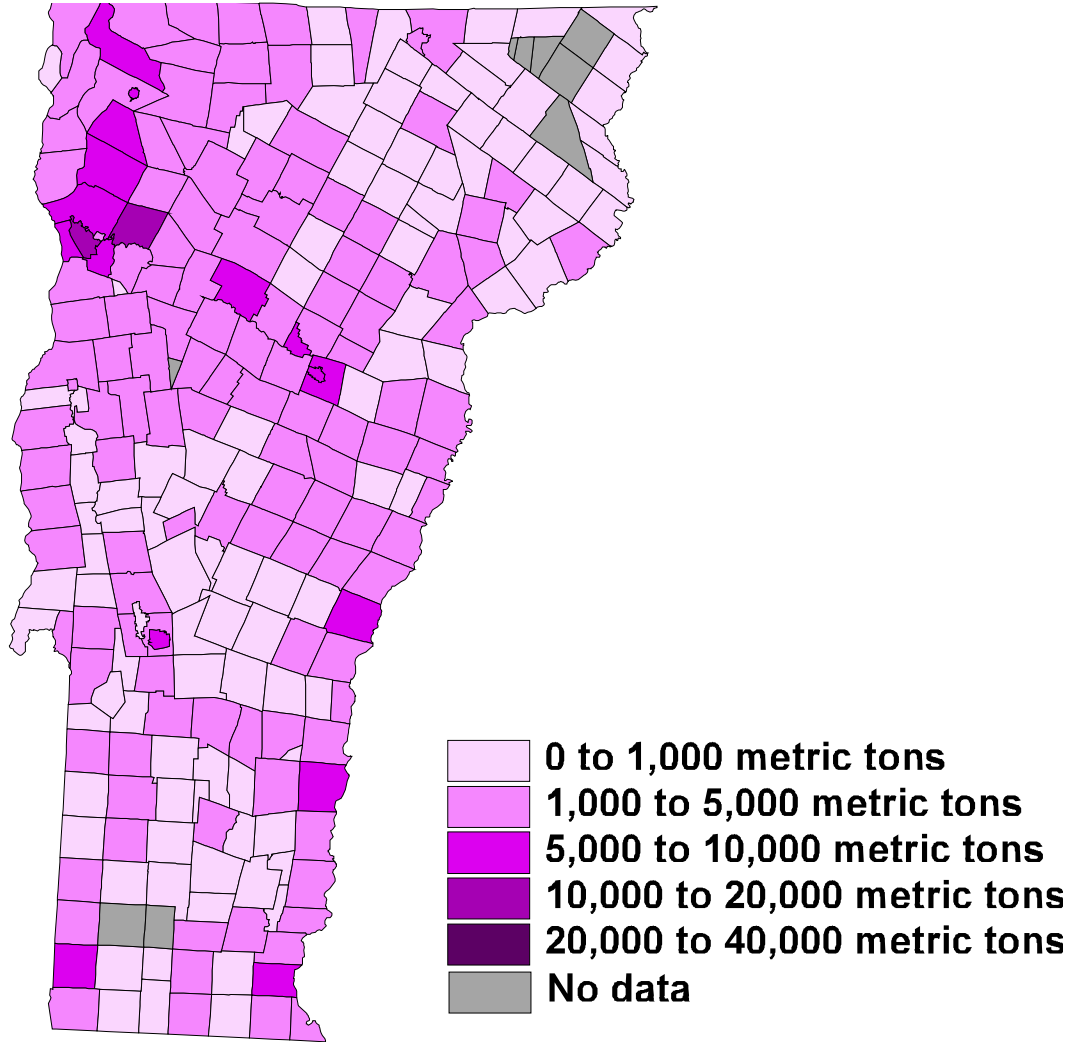 0 to 1,000 metric tons
1,000 to 5,000 metric tons
5,000 to 10,000 metric tons
10,000 to 20,000 metric tons
20,000 to 40,000 metric tons
No data